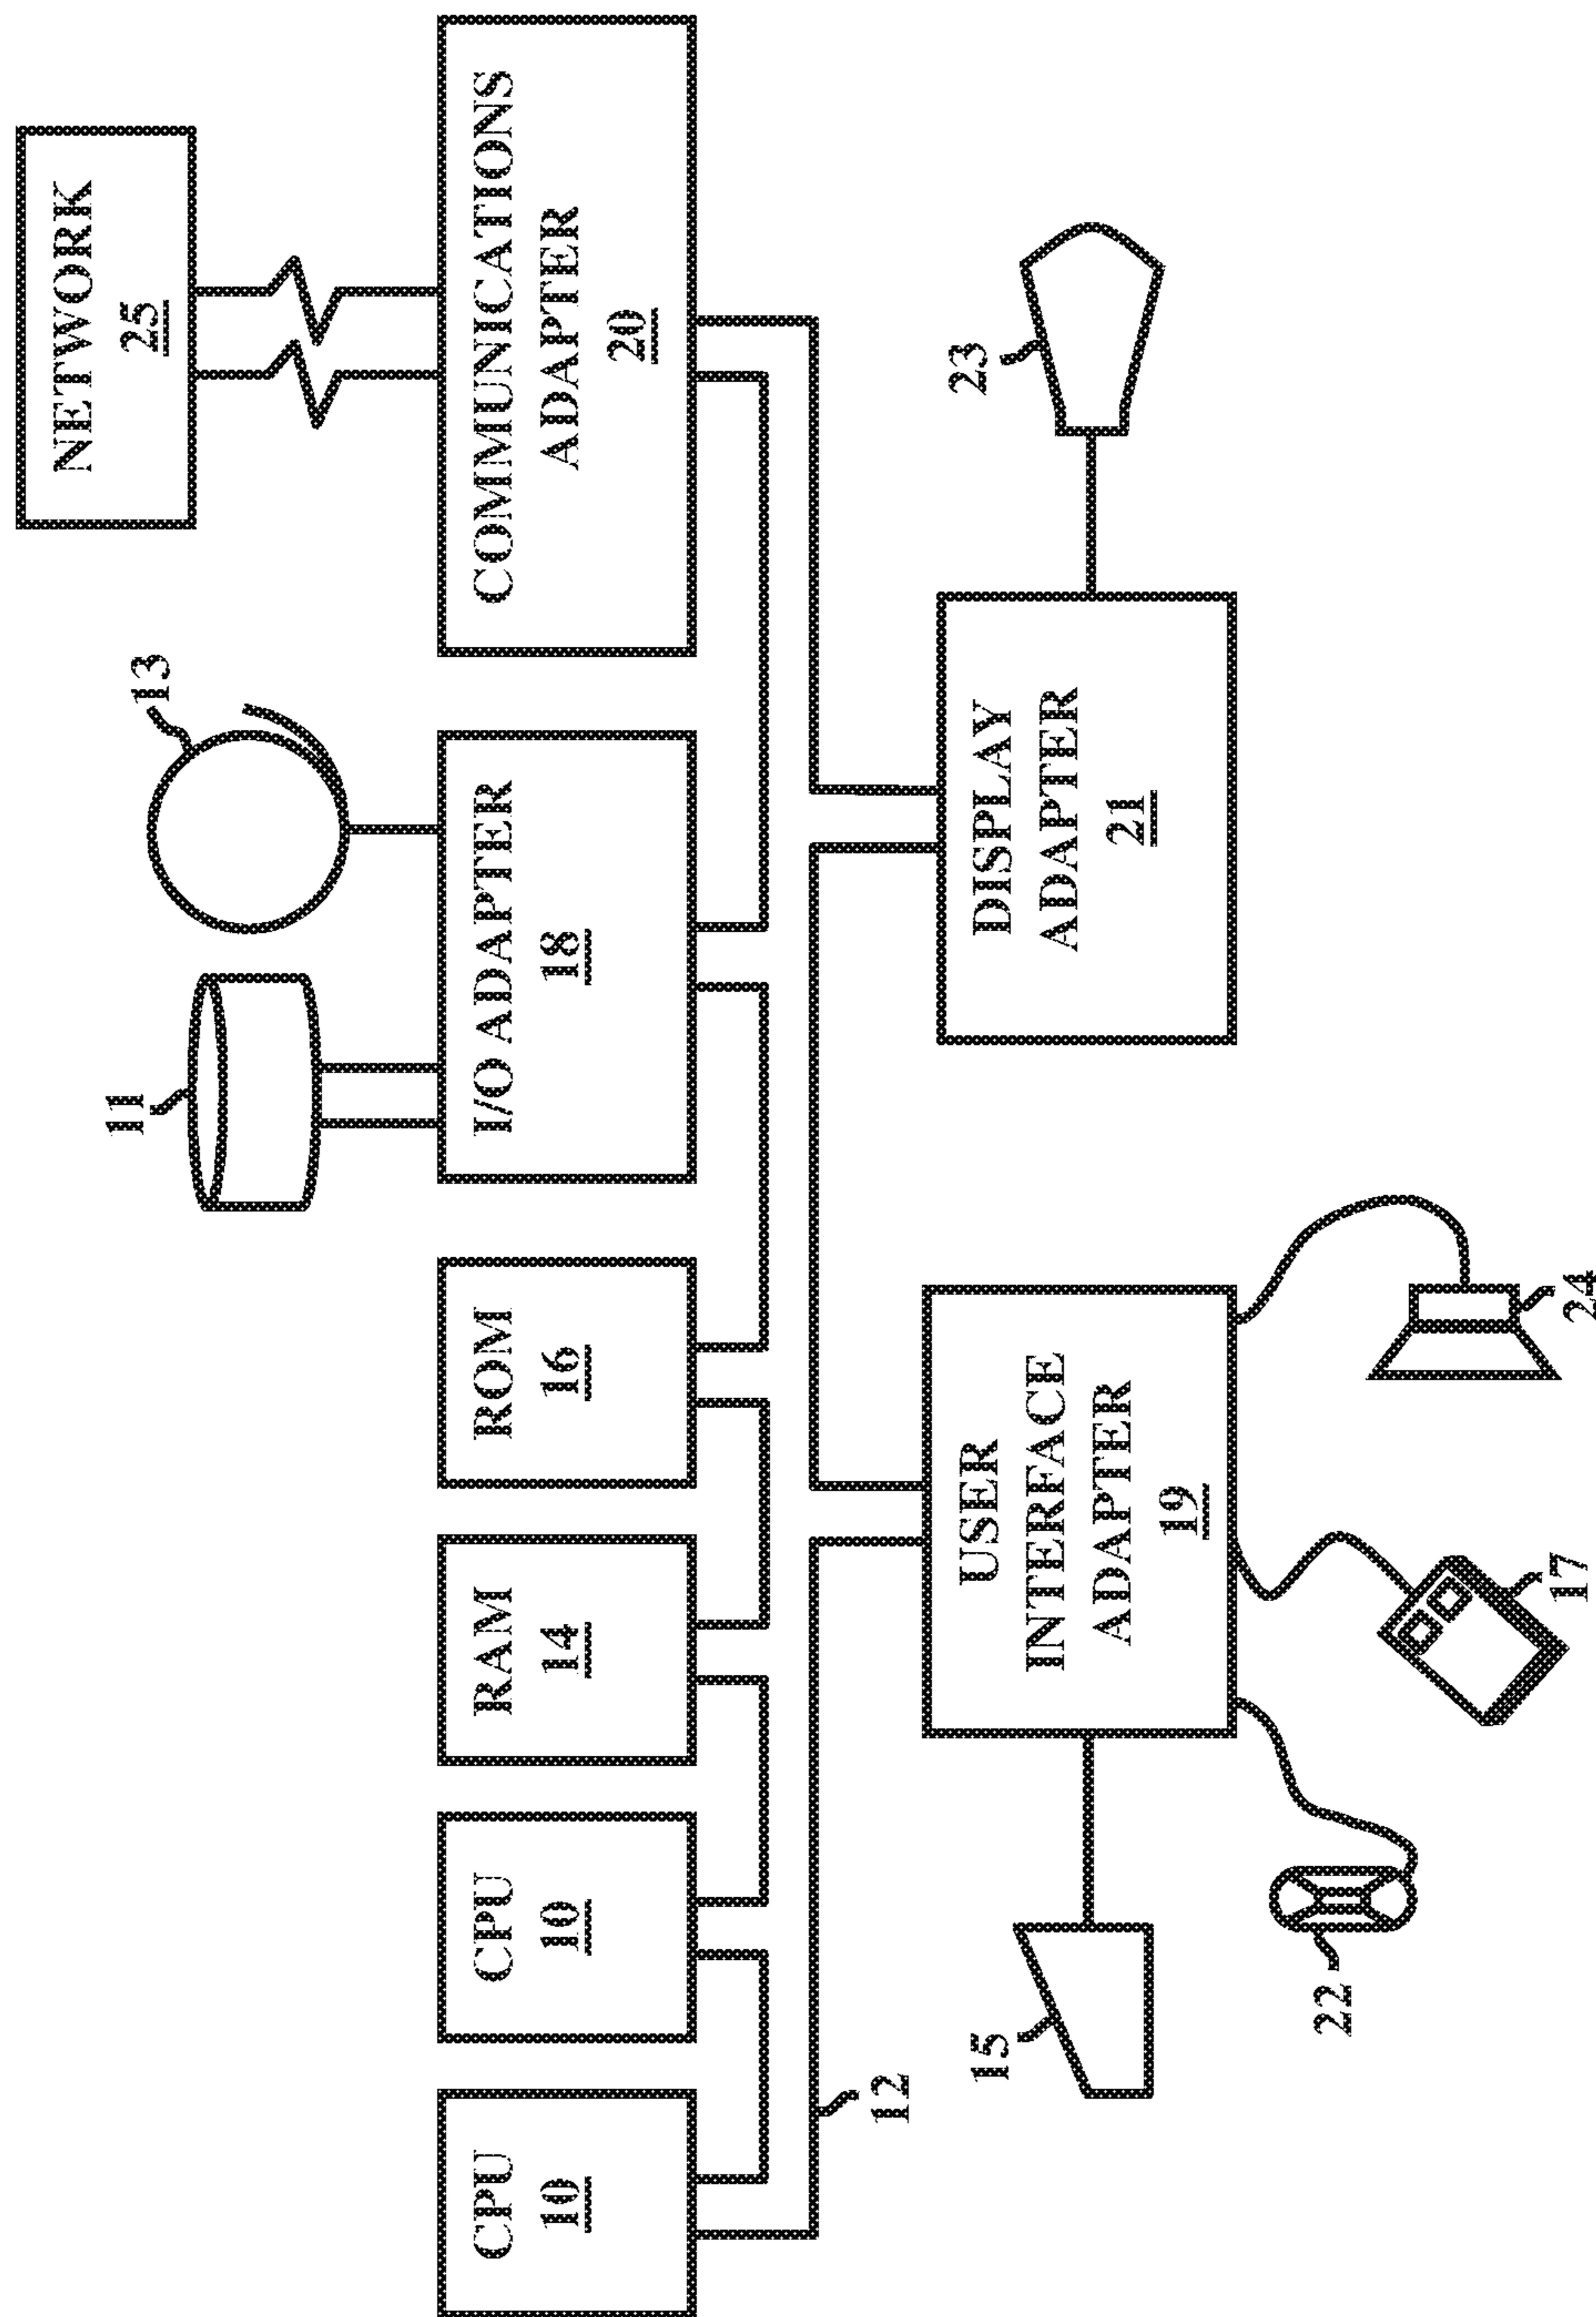 NETWORK
25
11
13
CPU
10
CPU
10
RAM
14
ROM
16
I/O ADAPTER
18
COMMUNICATIONS
ADAPTER
20
12
15
USER
INTERFACE
ADAPTER
19
DISPLAY
ADAPTER
21
23
22
17
24